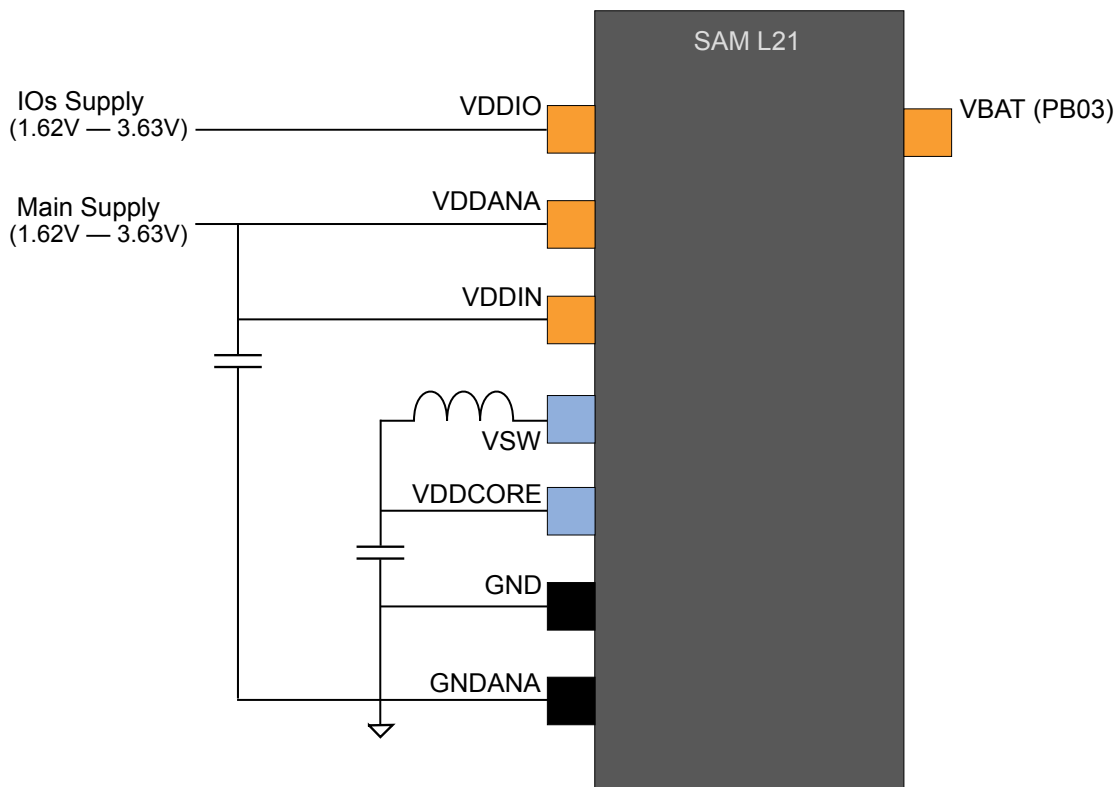 SAM L21
IOs Supply
(1.62V — 3.63V)
VDDIO
VBAT (PB03)
Main Supply
(1.62V — 3.63V)
VDDANA
VDDIN
VSW
VDDCORE
GND
GNDANA